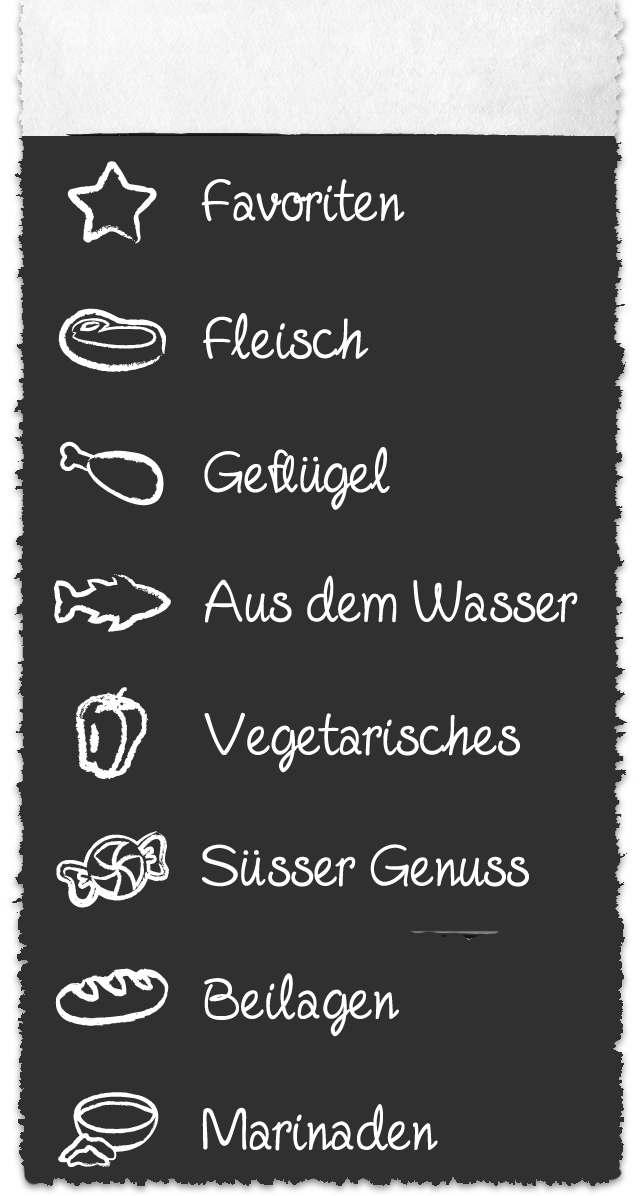 Favoriten
Fleisch
Geflügel
Aus dem Wasser
Vegetarisches
Süsser Genuss
Beilagen
Marinaden